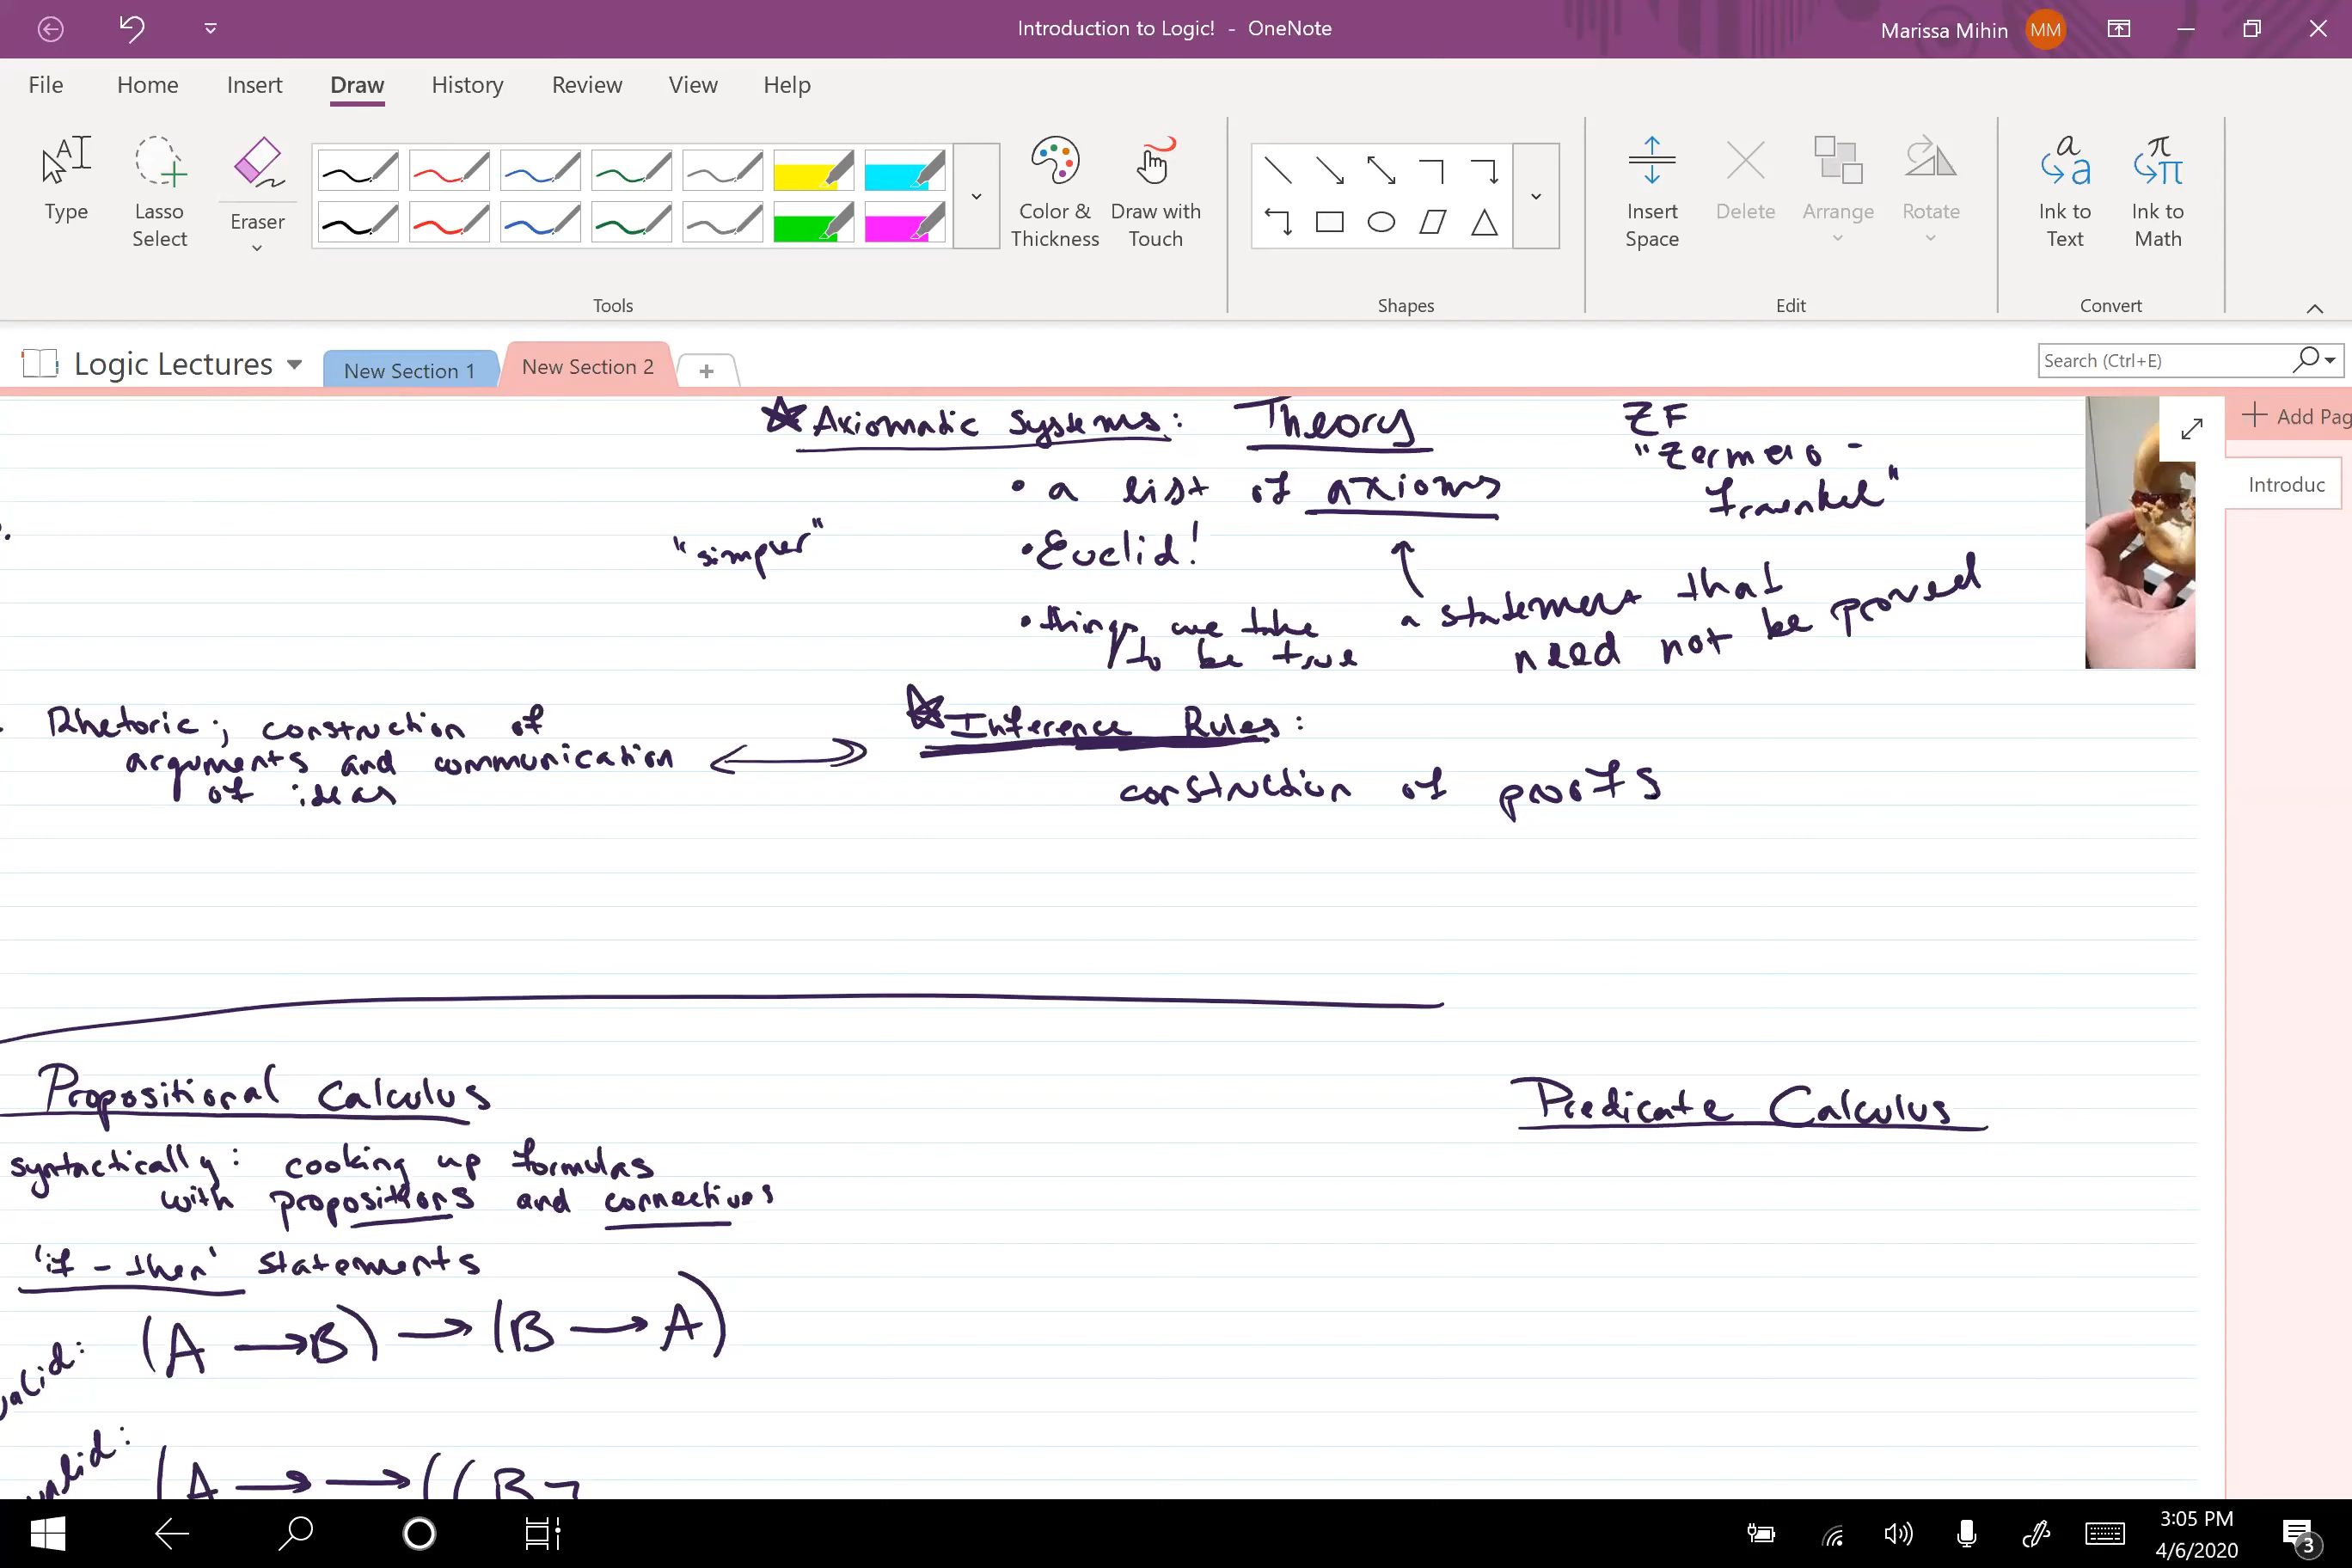 Introduction to Logic! - OneNote
Marissa Mihin MM
File Home Insert Draw History Review View Help
Type
Lasso Select
Eraser
Color & Thickness
Draw with Touch
Insert Space
Delete
Arrange
Rotate
Ink to Text
Ink to Math
Tools
Shapes
Edit
Convert
Logic Lectures
New Section 1
New Section 2
Search (Ctrl+E)
Add Pag
Introduc
Axiomatic Systems: Theory
• a list of axioms
• Euclid!
• things we take
to be true
ZF
"Zermelo -
Fraenkel"
"simpler"
a statement that
need not be proved
Rhetoric; construction of
arguments and communication
of ideas
Inference Rules:
construction of proofs
Propositional Calculus
syntactically: cooking up formulas
with propositions and connectives
'if - then' statements
valid: (A → B) → (B → A)
valid: (A → → ( ( B ¬
Predicate Calculus
3:05 PM
4/6/2020
3